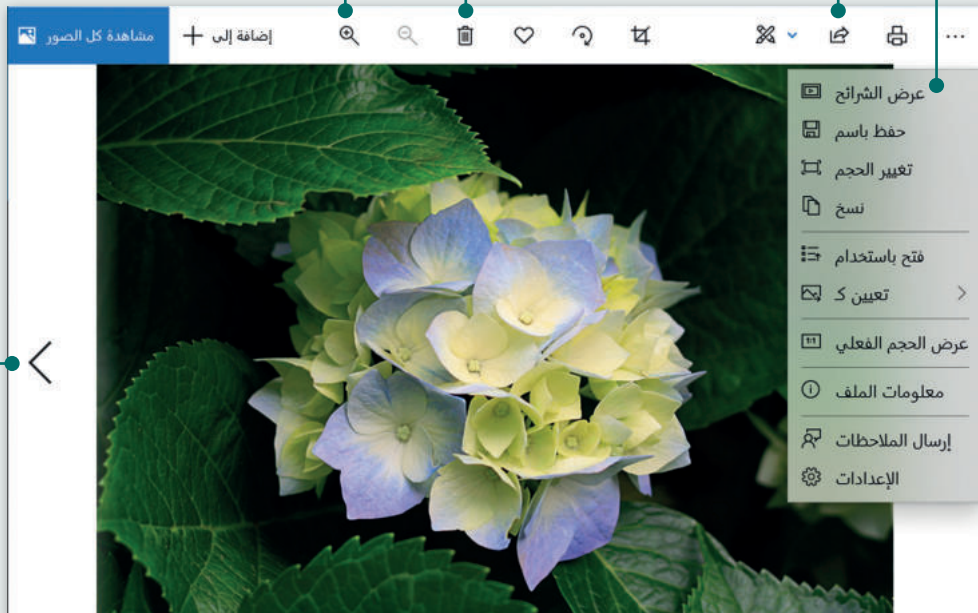 مشاهدة كل الصور
إضافة إلى
عرض الشرائح
حفظ باسم
تغيير الحجم
نسخ
فتح باستخدام
تعيين كـ
عرض الحجم الفعلي
معلومات الملف
إرسال الملاحظات
الإعدادات